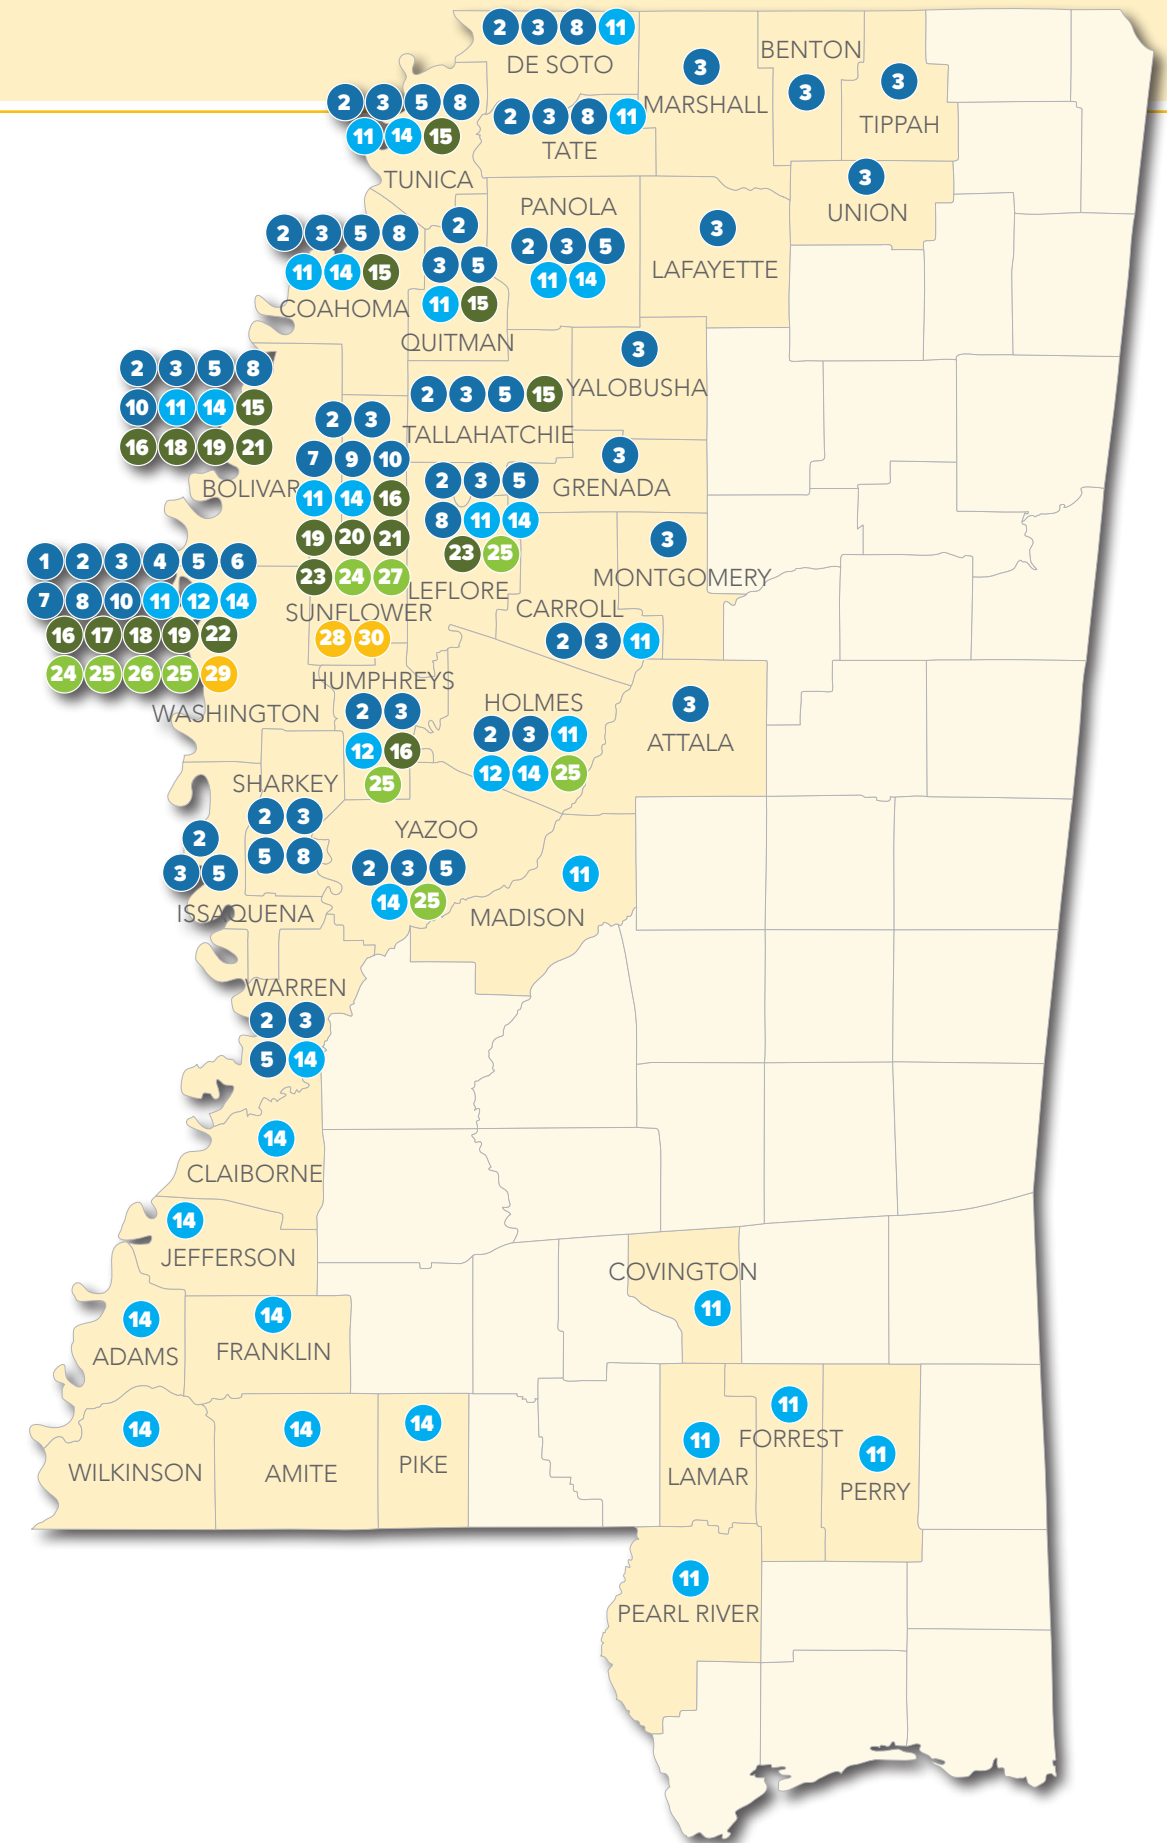 2 3 8 11
DE SOTO
3
MARSHALL
BENTON
3
3
TIPPAH
2 3 5 8
11 14 15
TUNICA
2 3 8 11
TATE
3
UNION
PANOLA
2 3 5
11 14
3
LAFAYETTE
2 3 5 8
11 14 15
COAHOMA
2
3 5
11 15
QUITMAN
3
YALOBUSHA
2 3 5 8
10 11 14 15
16 18 19 21
BOLIVAR
2 3 5 15
TALLAHATCHIE
2 3
7 9 10
11 14 16
19 20 21
23 24 27
SUNFLOWER
28 30
2 3 5
8 11 14
23 25
LEFLORE
3
GRENADA
3
MONTGOMERY
CARROLL
2 3 11
1 2 3 4 5 6
7 8 10 11 12 14
16 17 18 19 22
24 25 26 25 29
WASHINGTON
HUMPHREYS
2 3
12 16
25
HOLMES
2 3 11
12 14 25
3
ATTALA
SHARKEY
2 3
5 8
2
3 5
ISSAQUENA
YAZOO
2 3 5
14 25
11
MADISON
WARREN
2 3
5 14
14
CLAIBORNE
14
JEFFERSON
14
ADAMS
14
FRANKLIN
COVINGTON
11
14
WILKINSON
14
AMITE
14
PIKE
11
LAMAR
11
FORREST
11
PERRY
11
PEARL RIVER